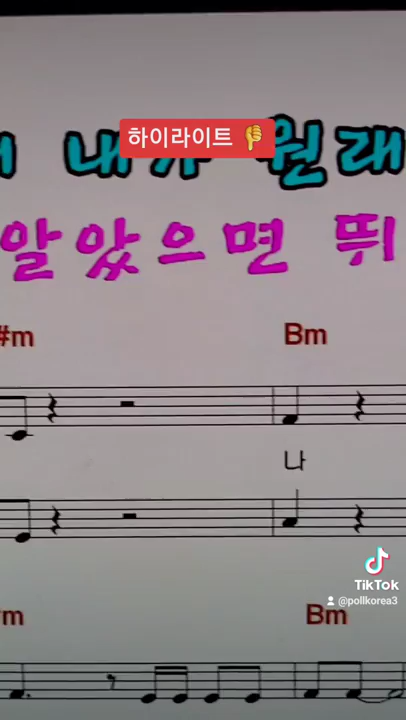 하이라이트 👎
내가 원래
알았으면 뛰
#m Bm
나
TikTok
@pollkorea3
m Bm